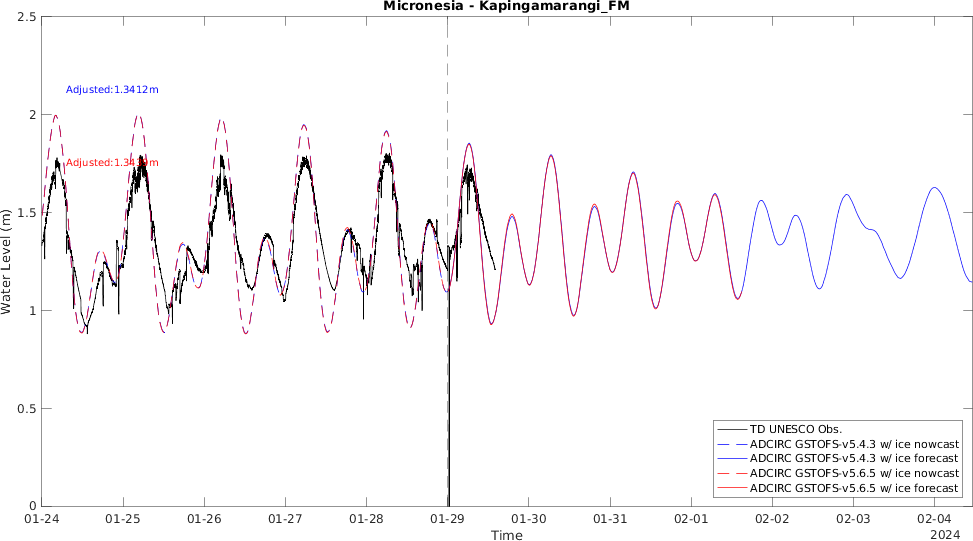 Micronesia - Kapingamarangi_FM
2.5
2
1.5
1
0.5
0
Water Level (m)
Adjusted:1.3412m
TD UNESCO Obs.
ADCIRC GSTOFS-v5.4.3 w/ ice nowcast
ADCIRC GSTOFS-v5.4.3 w/ ice forecast
ADCIRC GSTOFS-v5.6.5 w/ ice nowcast
ADCIRC GSTOFS-v5.6.5 w/ ice forecast
01-24 01-25 01-26 01-27 01-28 01-29 01-30 01-31 02-01 02-02 02-03 02-04
Time
2024